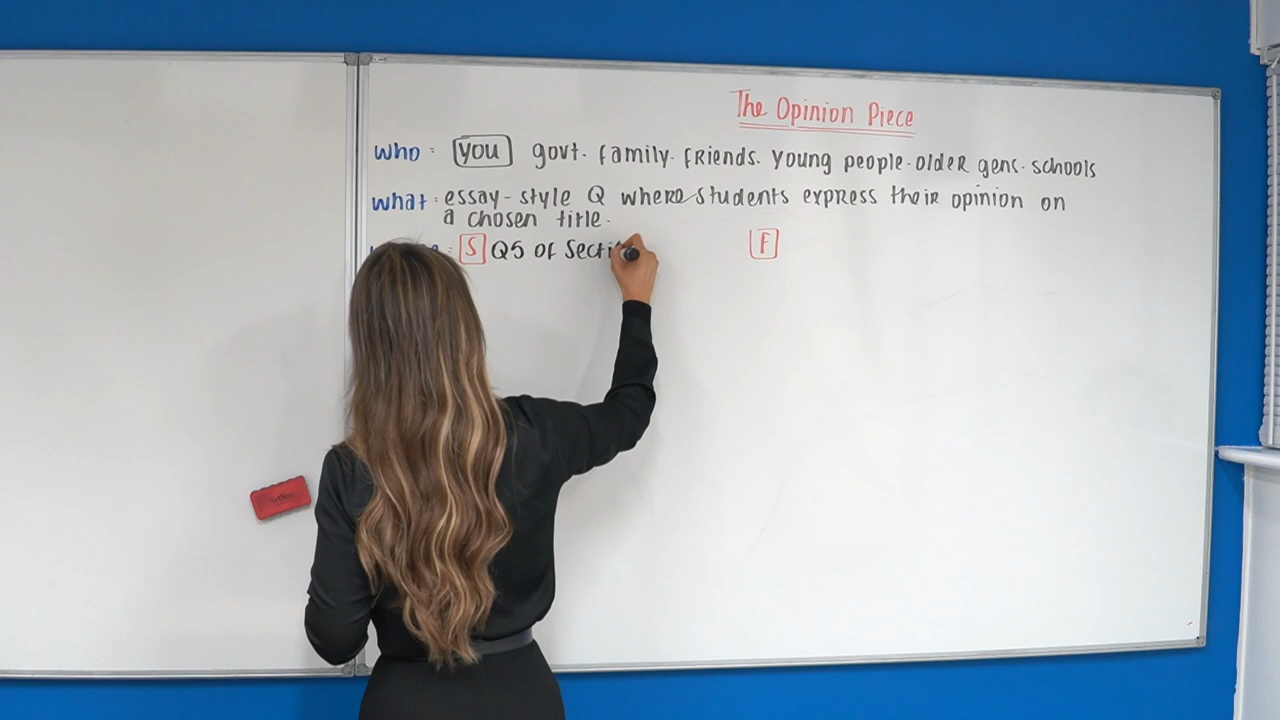 The Opinion Piece
who: you govt. family. friends. young people. older gens. schools
what: essay-style Q where students express their opinion on
a chosen title.
S Q5 of Secti F